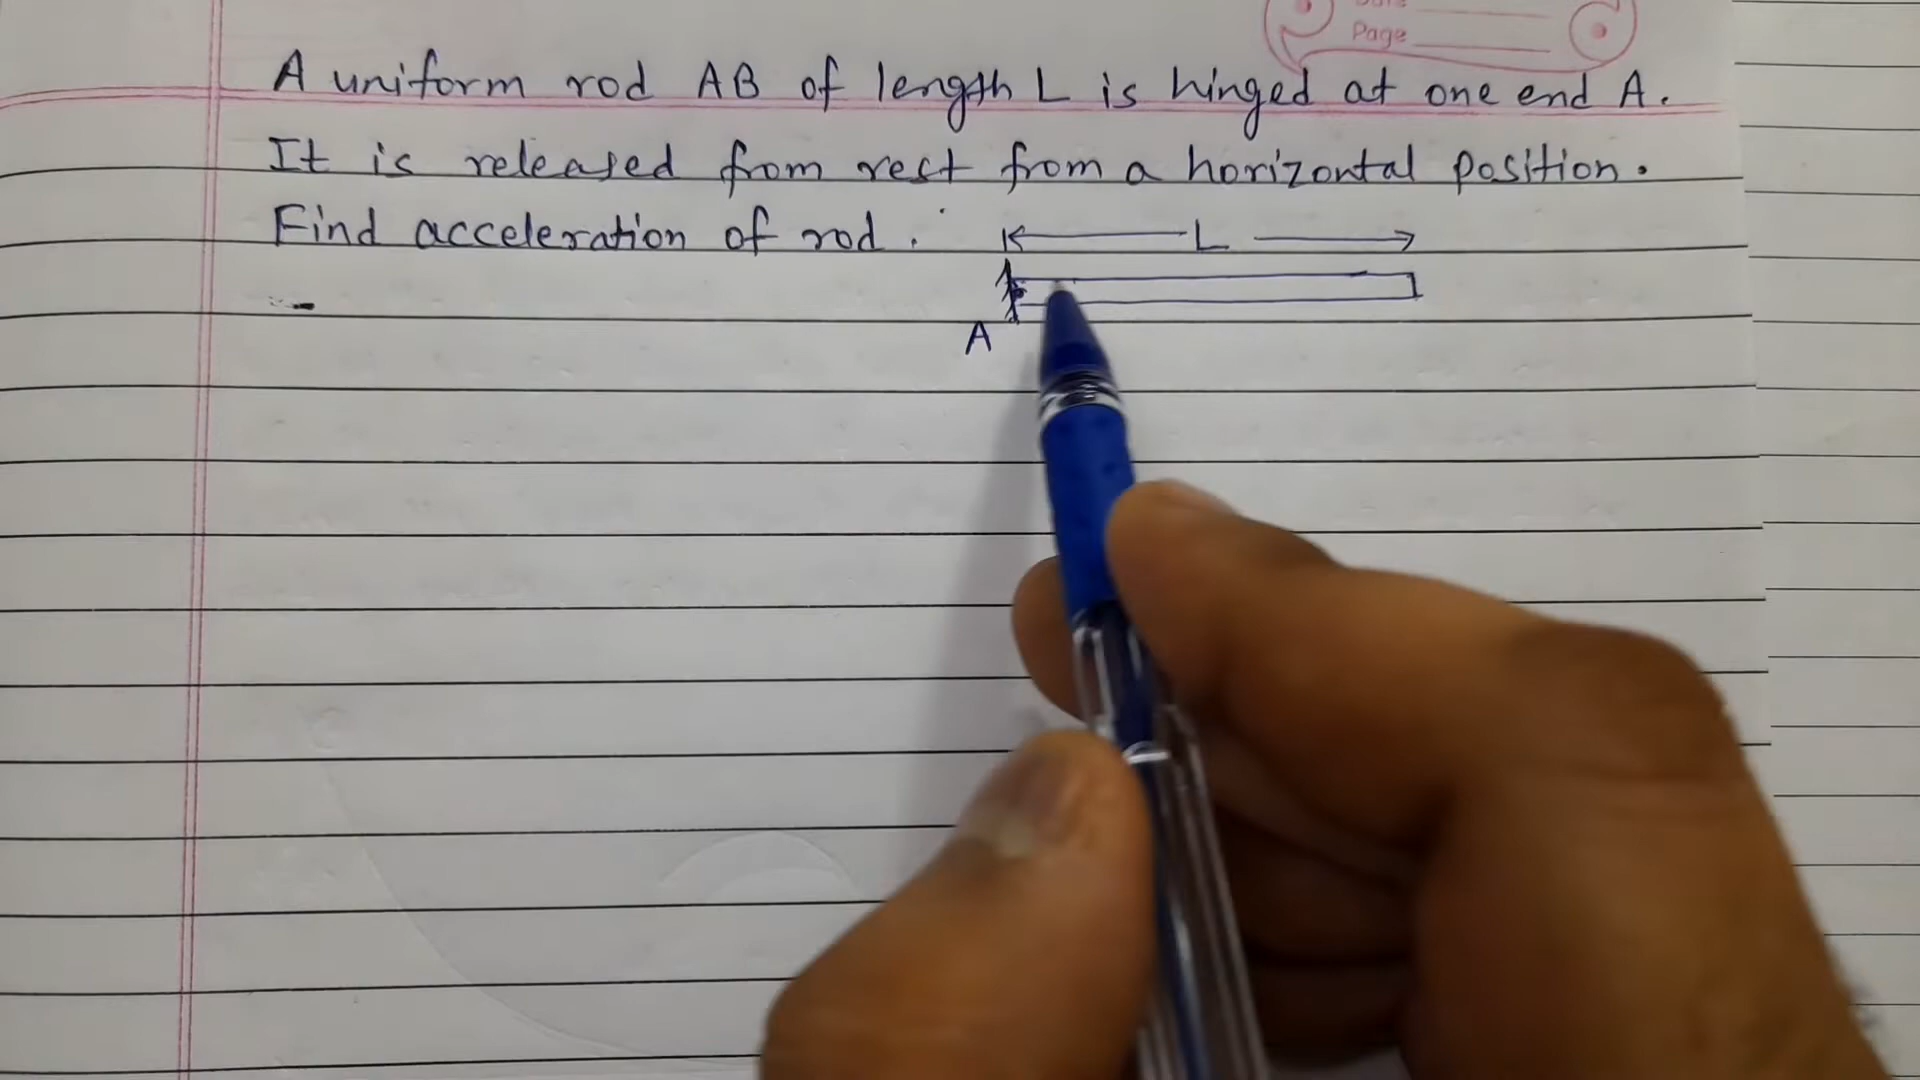 Date
Page
A uniform rod AB of length L is hinged at one end A.
It is released from rest from a horizontal position.
Find acceleration of rod.
L
A